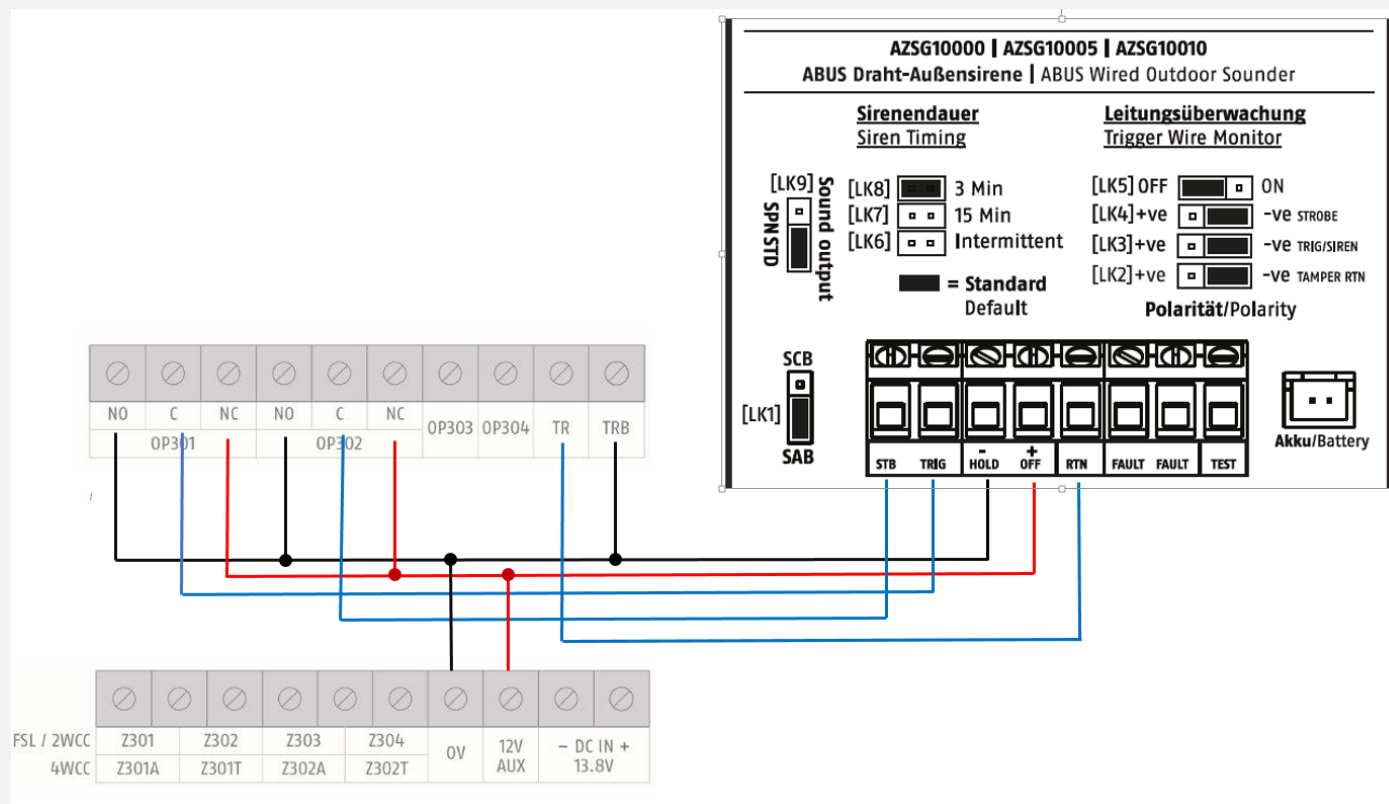 AZSG10000 | AZSG10005 | AZSG10010
ABUS Draht-Außensirene | ABUS Wired Outdoor Sounder
Sirenendauer
Siren Timing
Leitungsüberwachung
Trigger Wire Monitor
[LK9]
SPN STD
Sound output
[LK8] 3 Min
[LK7] 15 Min
[LK6] Intermittent
= Standard
Default
[LK5] OFF ON
[LK4] +ve -ve STROBE
[LK3] +ve -ve TRIG/SIREN
[LK2] +ve -ve TAMPER RTN
Polarität/Polarity
SCB
[LK1]
SAB
- +
STB TRIG HOLD OFF RTN FAULT FAULT TEST
Akku/Battery
NO C NC NO C NC OP303 OP304 TR TRB
OP301 OP302
FSL / 2WCC Z301 Z302 Z303 Z304 0V 12V AUX - DC IN + 13.8V
4WCC Z301A Z301T Z302A Z302T